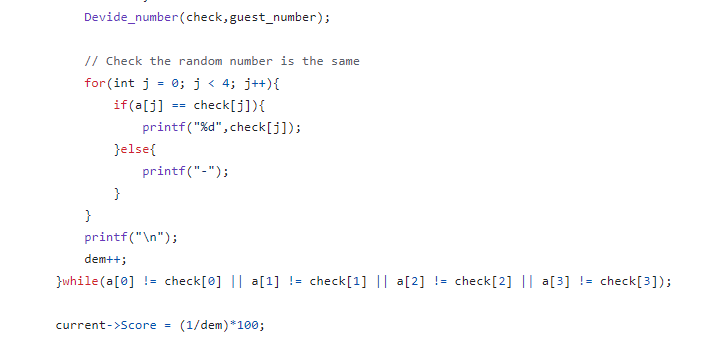 Devide_number(check,guest_number);
// Check the random number is the same
for(int j = 0; j < 4; j++){
if(a[j] == check[j]){
printf("%d",check[j]);
}else{
printf("-");
}
}
printf("\n");
dem++;
}while(a[0] != check[0] || a[1] != check[1] || a[2] != check[2] || a[3] != check[3]);
current->Score = (1/dem)*100;